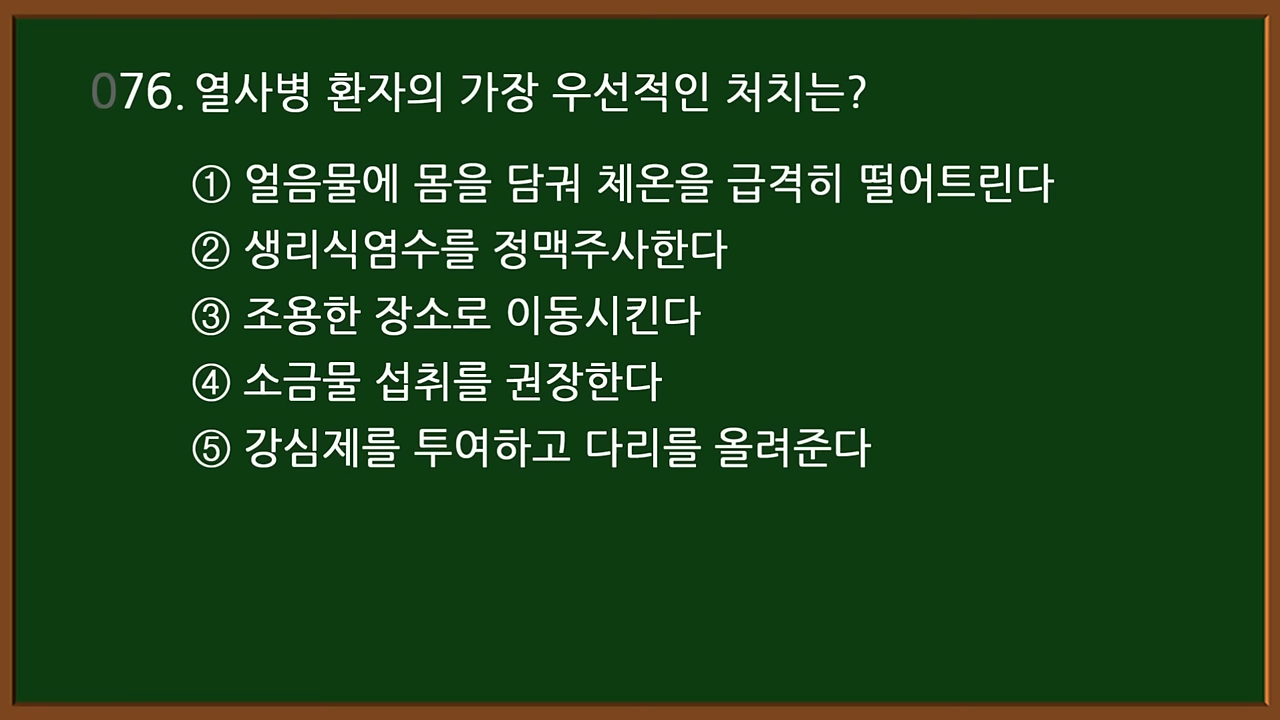 076. 열사병 환자의 가장 우선적인 처치는?
① 얼음물에 몸을 담궈 체온을 급격히 떨어트린다
② 생리식염수를 정맥주사한다
③ 조용한 장소로 이동시킨다
④ 소금물 섭취를 권장한다
⑤ 강심제를 투여하고 다리를 올려준다